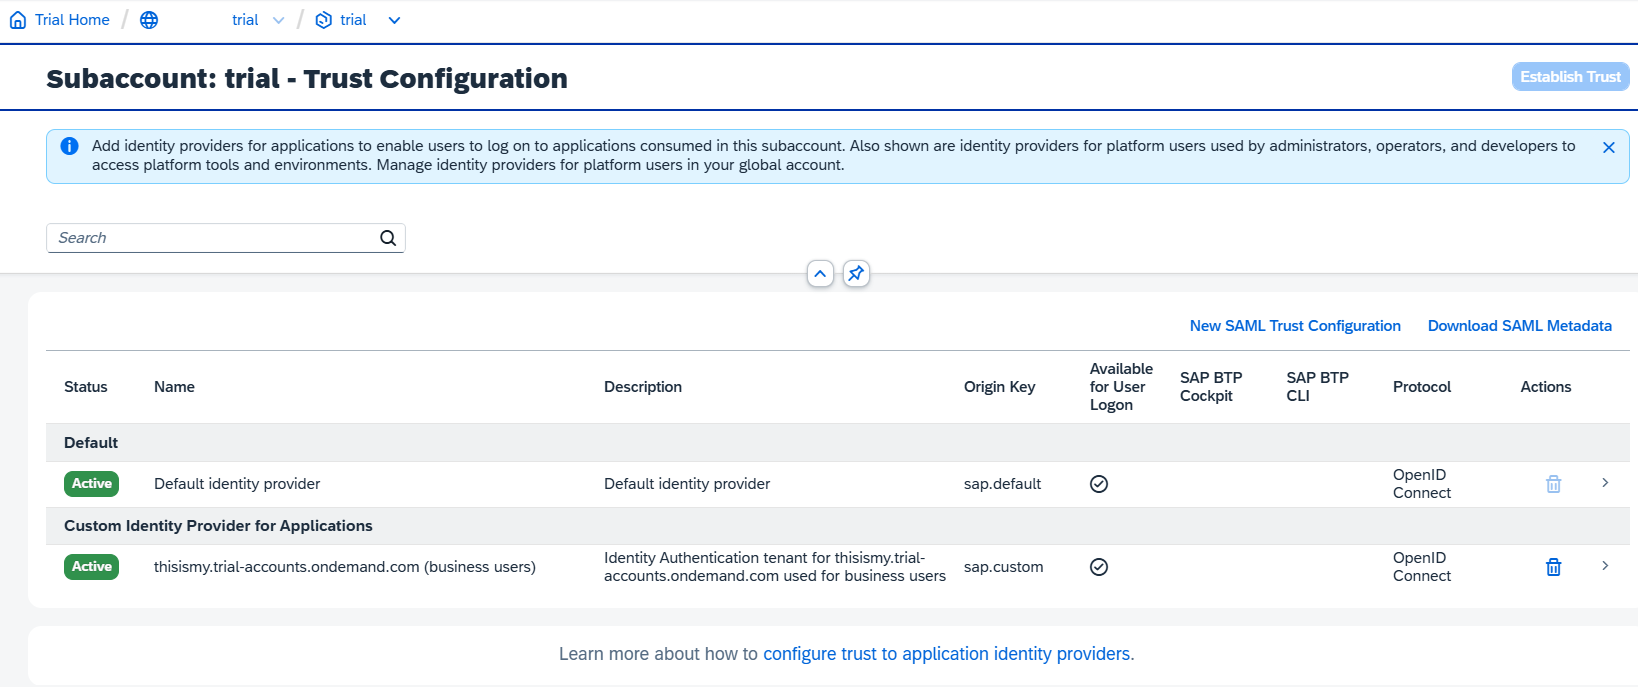 Trial Home / trial / trial
Subaccount: trial - Trust Configuration
Establish Trust
Add identity providers for applications to enable users to log on to applications consumed in this subaccount. Also shown are identity providers for platform users used by administrators, operators, and developers to
access platform tools and environments. Manage identity providers for platform users in your global account.
Search
New SAML Trust Configuration
Download SAML Metadata
Status
Name
Description
Origin Key
Available
for User
Logon
SAP BTP
Cockpit
SAP BTP
CLI
Protocol
Actions
Default
Active
Default identity provider
Default identity provider
sap.default
OpenID
Connect
Custom Identity Provider for Applications
Active
thisismy.trial-accounts.ondemand.com (business users)
Identity Authentication tenant for thisismy.trial-
accounts.ondemand.com used for business users
sap.custom
OpenID
Connect
Learn more about how to configure trust to application identity providers.